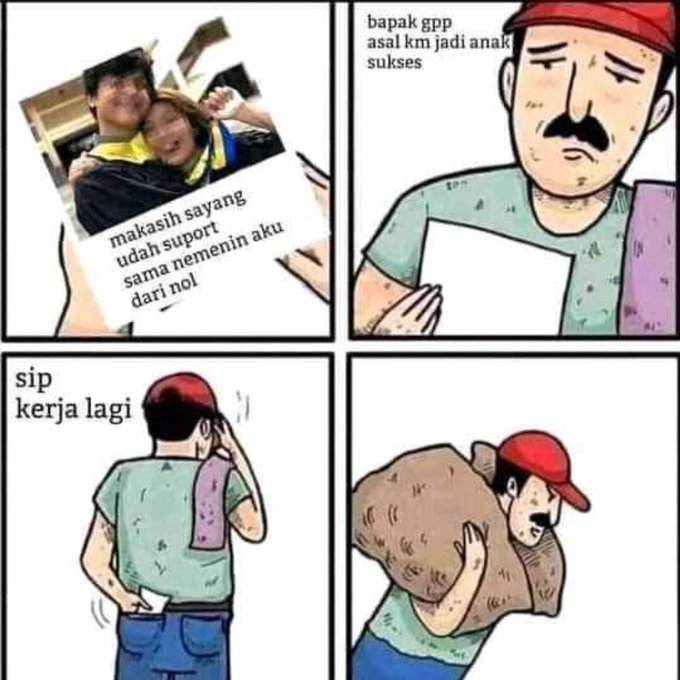 makasih sayang
udah suport
sama nemenin aku
dari nol
bapak gpp
asal km jadi anak
sukses
sip
kerja lagi